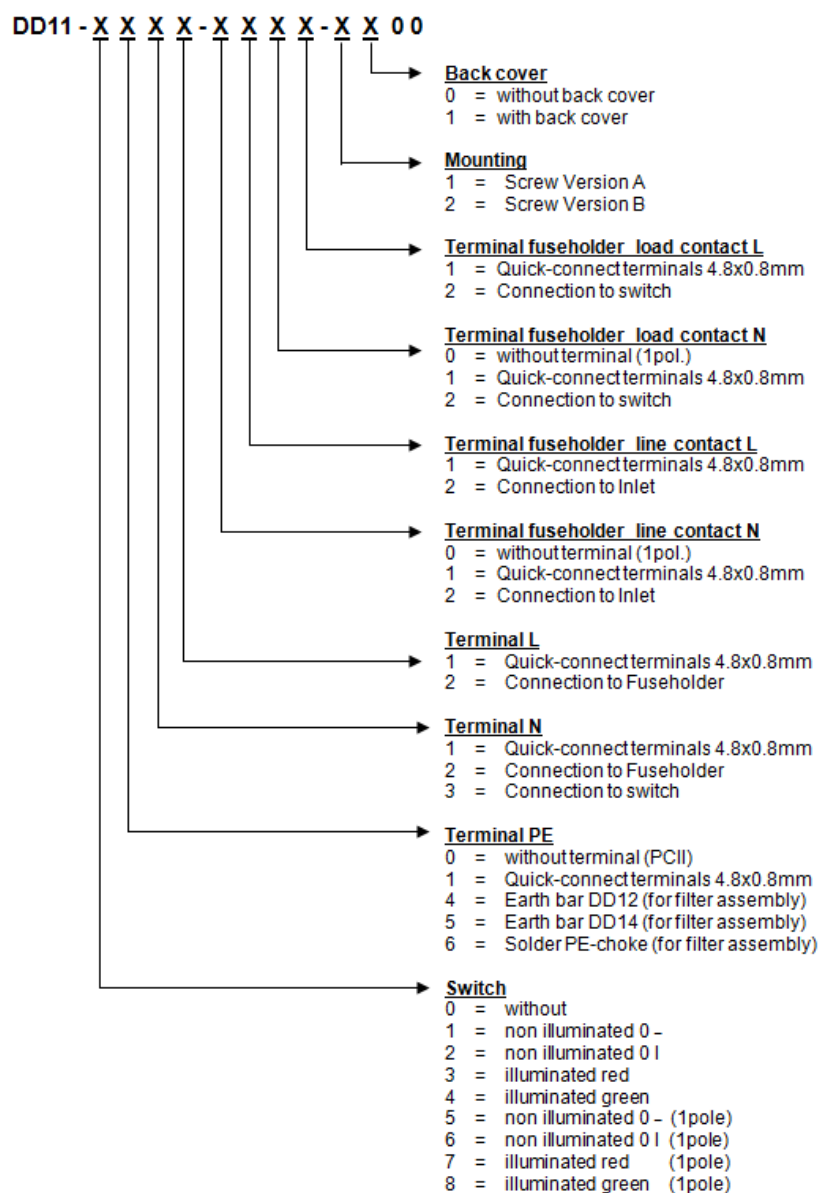 DD11 - X X X X - X X X X - X X 0 0
Back cover
0 = without back cover
1 = with back cover
Mounting
1 = Screw Version A
2 = Screw Version B
Terminal fuseholder load contact L
1 = Quick-connect terminals 4.8x0.8mm
2 = Connection to switch
Terminal fuseholder load contact N
0 = without terminal (1pol.)
1 = Quick-connect terminals 4.8x0.8mm
2 = Connection to switch
Terminal fuseholder line contact L
1 = Quick-connect terminals 4.8x0.8mm
2 = Connection to Inlet
Terminal fuseholder line contact N
0 = without terminal (1pol.)
1 = Quick-connect terminals 4.8x0.8mm
2 = Connection to Inlet
Terminal L
1 = Quick-connect terminals 4.8x0.8mm
2 = Connection to Fuseholder
Terminal N
1 = Quick-connect terminals 4.8x0.8mm
2 = Connection to Fuseholder
3 = Connection to switch
Terminal PE
0 = without terminal (PCII)
1 = Quick-connect terminals 4.8x0.8mm
4 = Earth bar DD12 (for filter assembly)
5 = Earth bar DD14 (for filter assembly)
6 = Solder PE-choke (for filter assembly)
Switch
0 = without
1 = non illuminated 0 –
2 = non illuminated 0 I
3 = illuminated red
4 = illuminated green
5 = non illuminated 0 – (1pole)
6 = non illuminated 0 I (1pole)
7 = illuminated red (1pole)
8 = illuminated green (1pole)